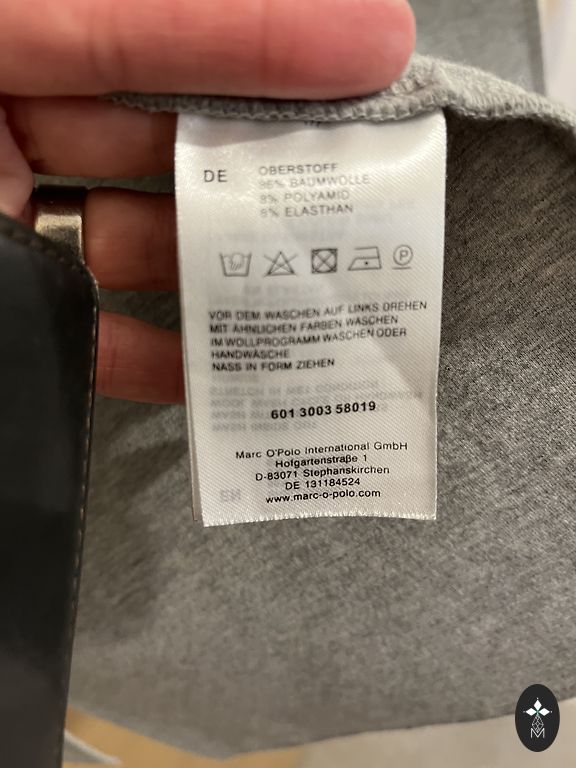 DE OBERSTOFF
BAUMWOLLE
8% POLYAMID
ELASTHAN
P
VOR DEM WASCHEN AUF LINKS DREHEN
MIT ÄHNLICHEN FARBEN WASCHEN
IM WOLLPROGRAMM WASCHEN ODER
HANDWÄSCHE
NASS IN FORM ZIEHEN
601 3003 58019
Marc O'Polo International GmbH
Hofgartenstraße 1
D-83071 Stephanskirchen
DE 131184524
www.marc-o-polo.com
M